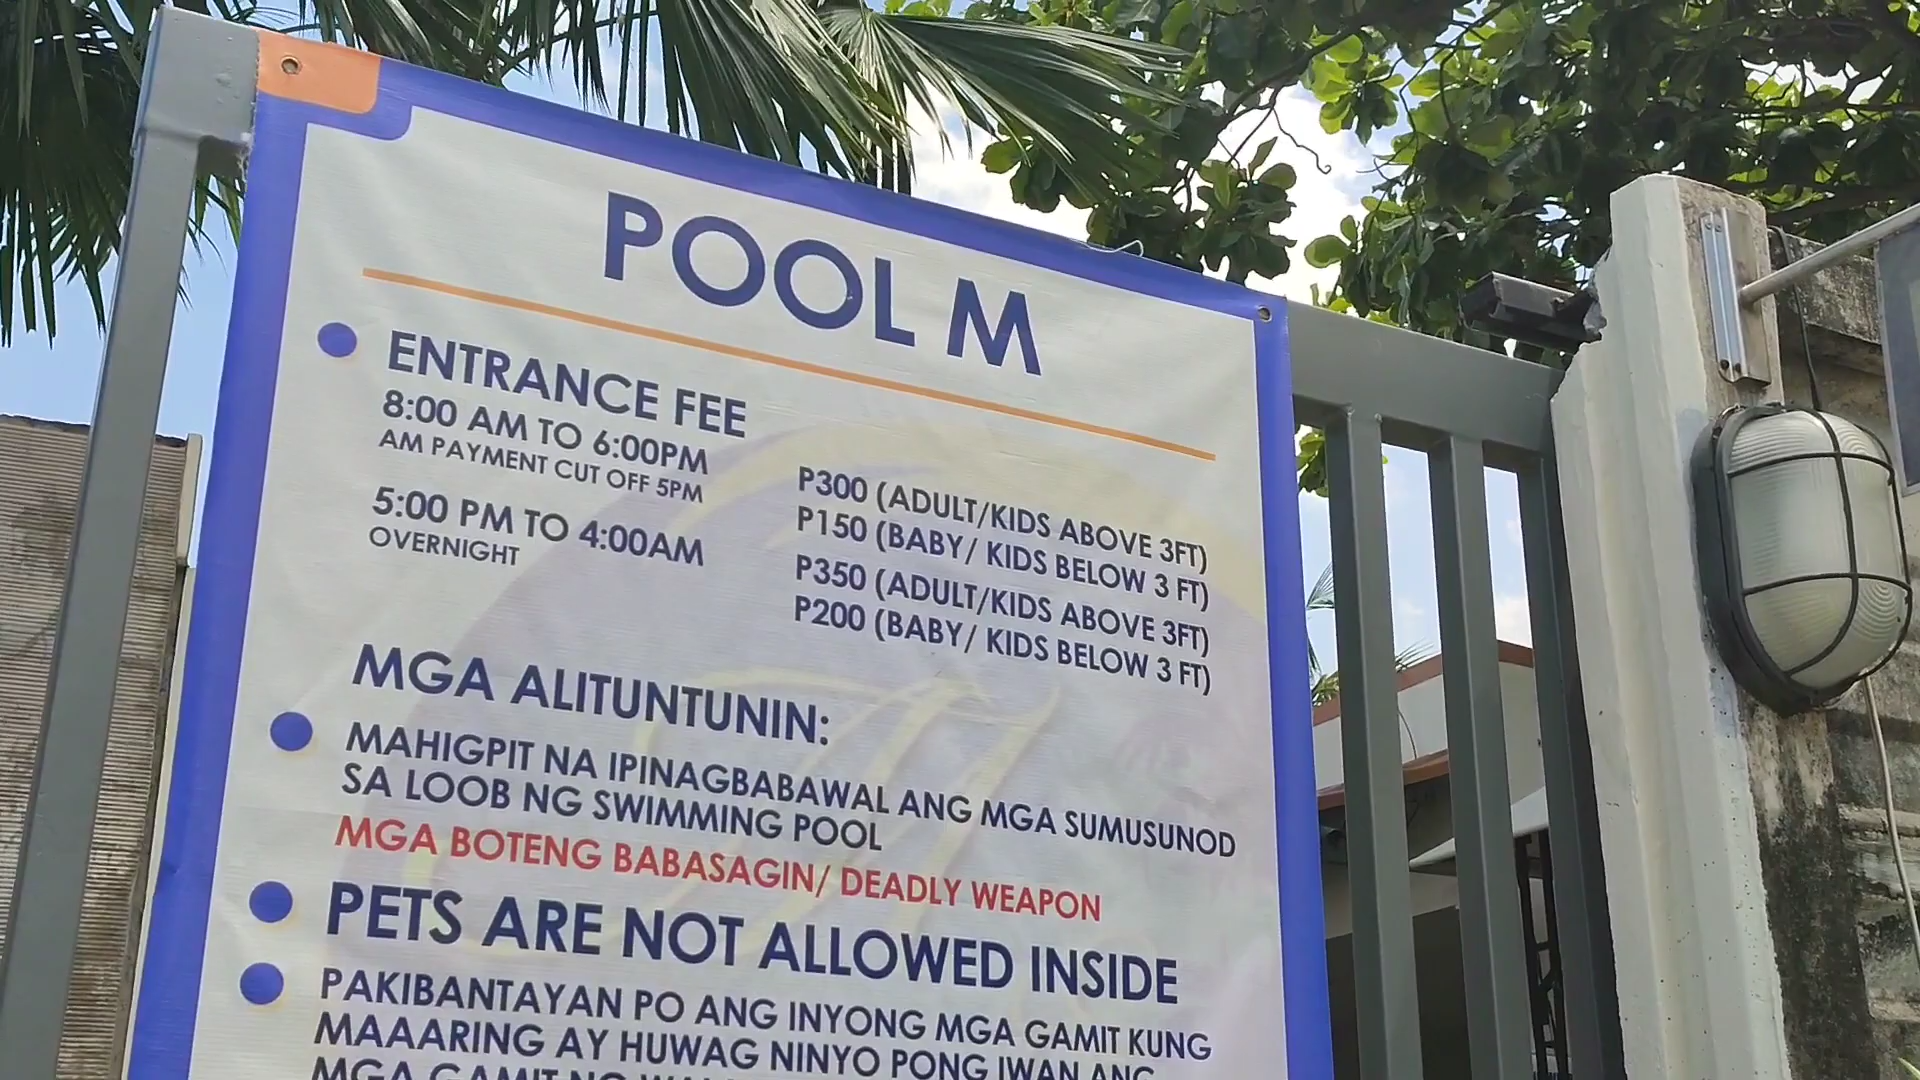 POOL M
ENTRANCE FEE
8:00 AM TO 6:00PM
AM PAYMENT CUT OFF 5PM
P300 (ADULT/KIDS ABOVE 3FT)
P150 (BABY/ KIDS BELOW 3 FT)
5:00 PM TO 4:00AM
OVERNIGHT
P350 (ADULT/KIDS ABOVE 3FT)
P200 (BABY/ KIDS BELOW 3 FT)
MGA ALITUNTUNIN:
MAHIGPIT NA IPINAGBABAWAL ANG MGA SUMUSUNOD
SA LOOB NG SWIMMING POOL
MGA BOTENG BABASAGIN/ DEADLY WEAPON
PETS ARE NOT ALLOWED INSIDE
PAKIBANTAYAN PO ANG INYONG MGA GAMIT KUNG
MAAARING AY HUWAG NINYO PONG IWAN ANG
MGA GAMIT NG